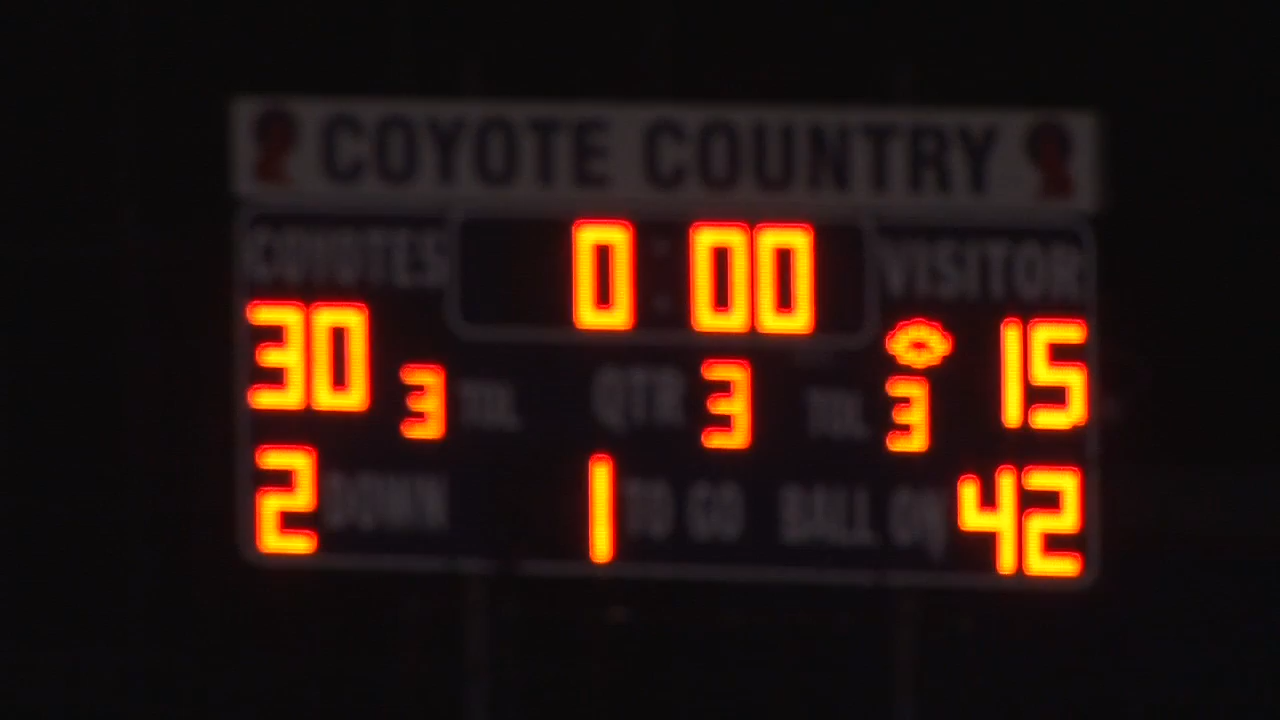 COYOTE COUNTRY
COYOTES 0:00 VISITOR
30 3 TOL QTR 3 TOL 3 15
2 DOWN 1 TO GO BALL ON 42